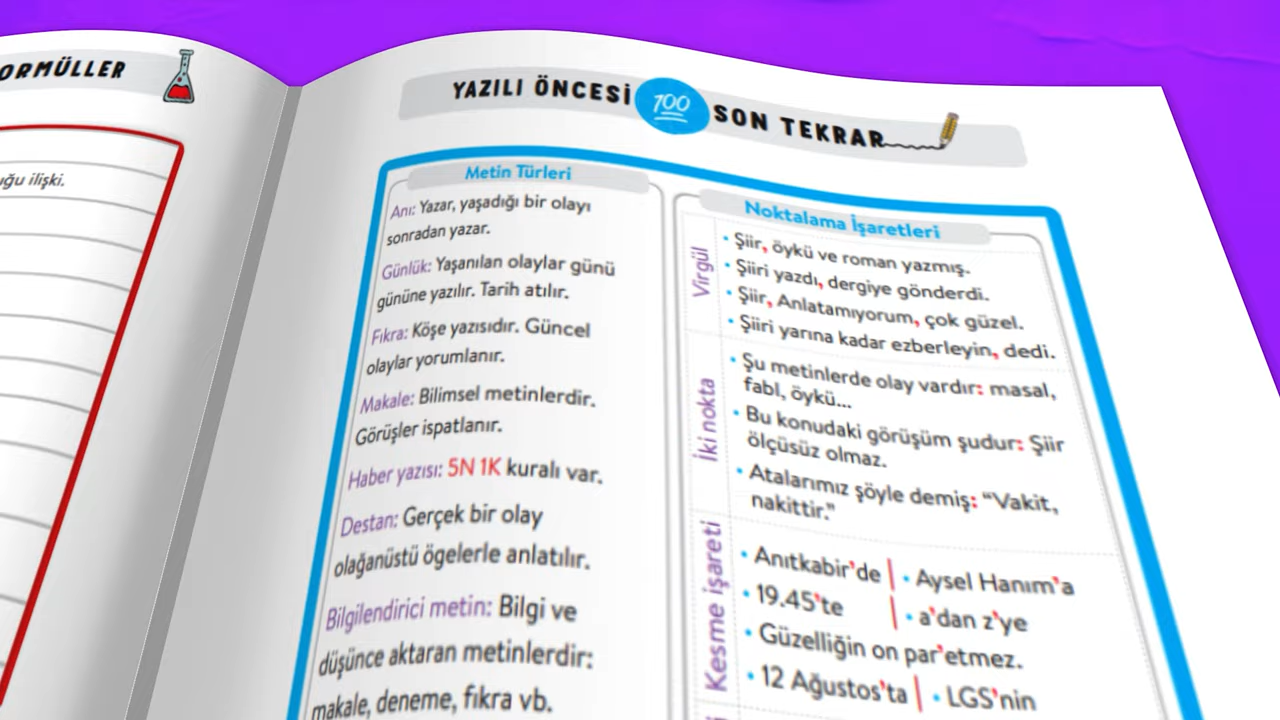 ORMÜLLER
uğu ilişki.
YAZILI ÖNCESİ 100 SON TEKRAR
Metin Türleri
Anı: Yazar, yaşadığı bir olayı
sonradan yazar.
Günlük: Yaşanılan olaylar günü
gününe yazılır. Tarih atılır.
Fıkra: Köşe yazısıdır. Güncel
olaylar yorumlanır.
Makale: Bilimsel metinlerdir.
Görüşler ispatlanır.
Haber yazısı: 5N 1K kuralı var.
Destan: Gerçek bir olay
olağanüstü ögelerle anlatılır.
Bilgilendirici metin: Bilgi ve
düşünce aktaran metinlerdir:
makale, deneme, fıkra vb.
Noktalama İşaretleri
Virgül
• Şiir, öykü ve roman yazmış.
• Şiiri yazdı, dergiye gönderdi.
• Şiir, Anlatamıyorum, çok güzel.
• Şiiri yarına kadar ezberleyin, dedi.
İki nokta
• Şu metinlerde olay vardır: masal,
fabl, öykü...
• Bu konudaki görüşüm şudur: Şiir
ölçüsüz olmaz.
• Atalarımız şöyle demiş: “Vakit,
nakittir.”
Kesme işareti
• Anıtkabir’de | • Aysel Hanım’a
• 19.45’te | • a’dan z’ye
• Güzelliğin on par’etmez.
• 12 Ağustos’ta | • LGS’nin